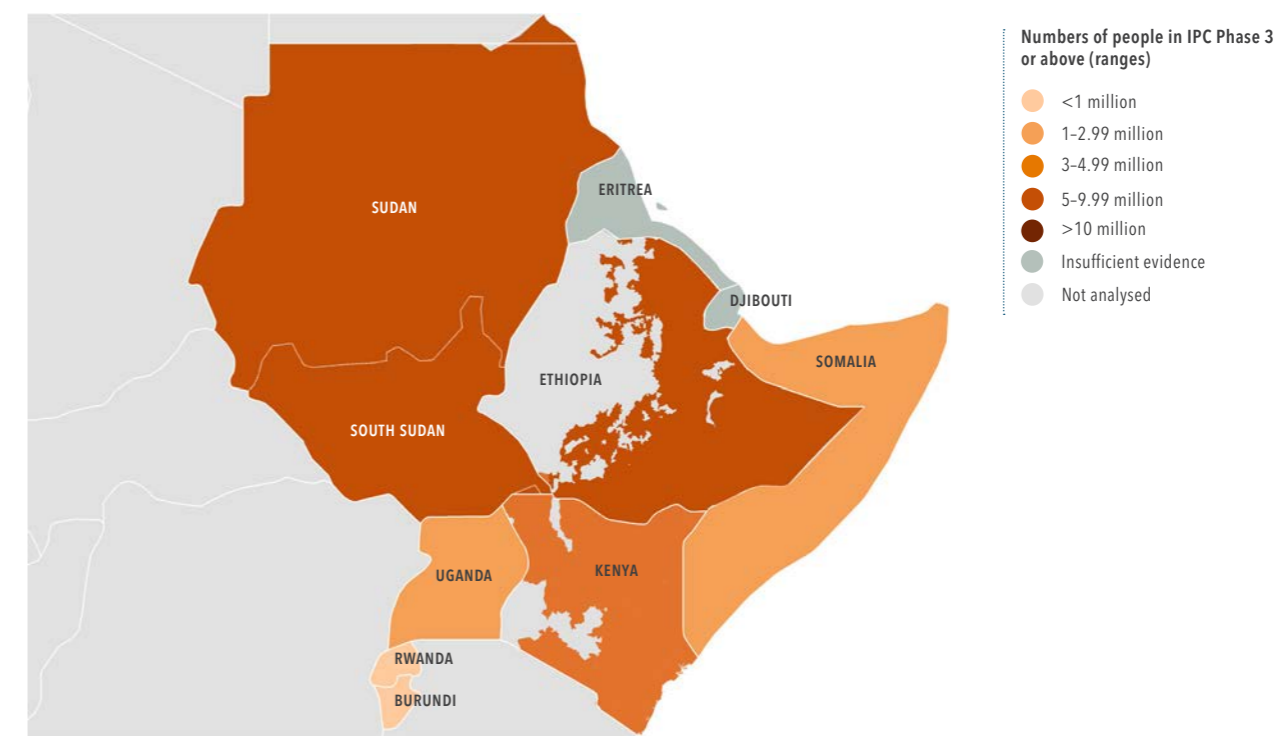 Numbers of people in IPC Phase 3
or above (ranges)
<1 million
1–2.99 million
3–4.99 million
5–9.99 million
>10 million
Insufficient evidence
Not analysed
SUDAN
ERITREA
DJIBOUTI
SOMALIA
ETHIOPIA
SOUTH SUDAN
UGANDA
KENYA
RWANDA
BURUNDI